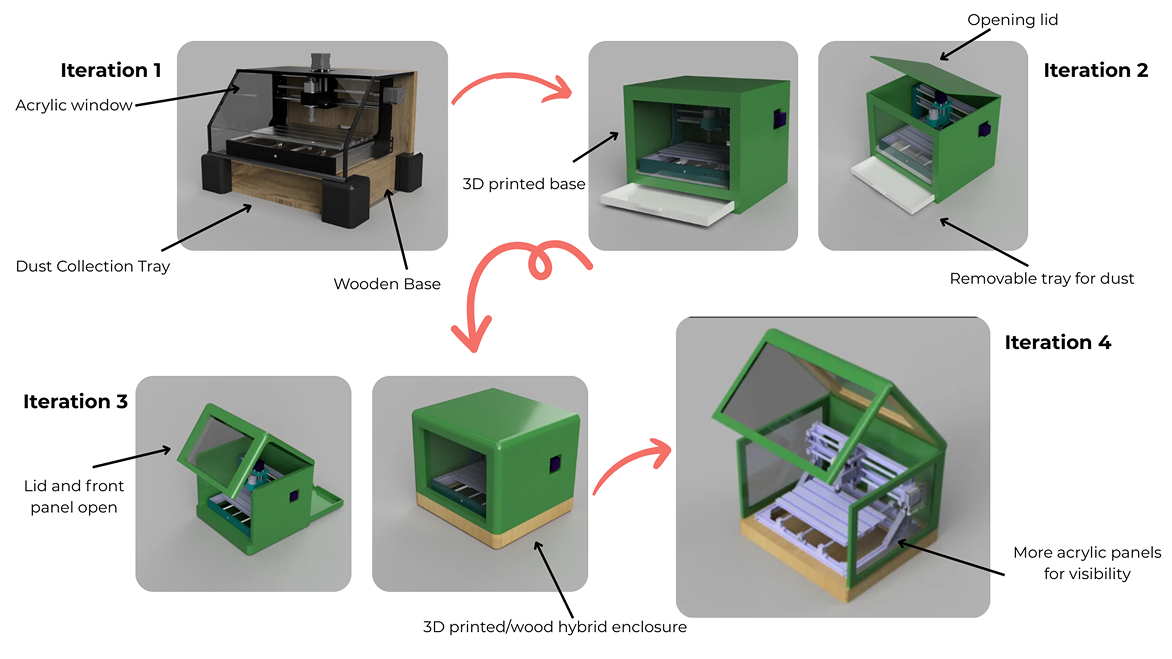 Opening lid
Iteration 1
Iteration 2
Acrylic window
3D printed base
Dust Collection Tray
Wooden Base
Removable tray for dust
Iteration 4
Iteration 3
Lid and front
panel open
More acrylic panels
for visibility
3D printed/wood hybrid enclosure